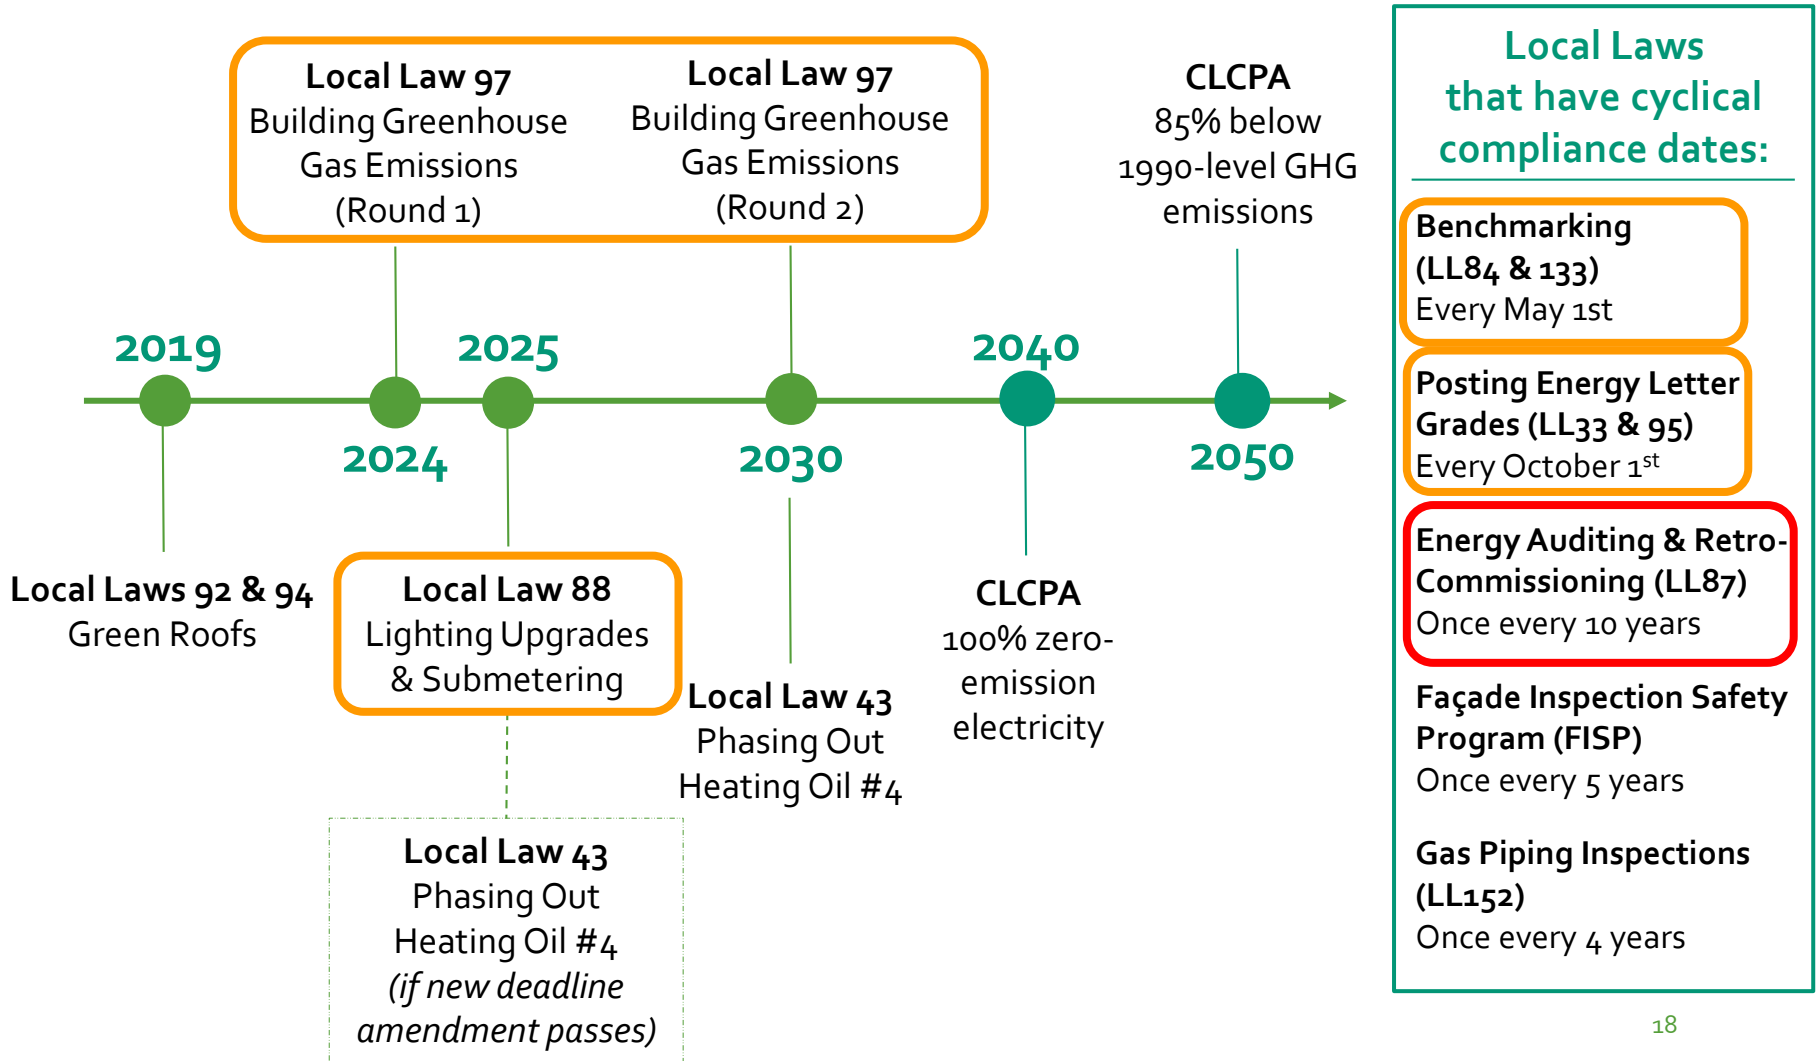 Local Law 97
Building Greenhouse
Gas Emissions
(Round 1)
Local Law 97
Building Greenhouse
Gas Emissions
(Round 2)
CLCPA
85% below
1990-level GHG
emissions
2019
2025
2040
2024
2030
2050
Local Laws 92 & 94
Green Roofs
Local Law 88
Lighting Upgrades
& Submetering
Local Law 43
Phasing Out
Heating Oil #4
(if new deadline
amendment passes)
Local Law 43
Phasing Out
Heating Oil #4
CLCPA
100% zero-
emission
electricity
Local Laws
that have cyclical
compliance dates:
Benchmarking
(LL84 & 133)
Every May 1st
Posting Energy Letter
Grades (LL33 & 95)
Every October 1st
Energy Auditing & Retro-
Commissioning (LL87)
Once every 10 years
Façade Inspection Safety
Program (FISP)
Once every 5 years
Gas Piping Inspections
(LL152)
Once every 4 years
18